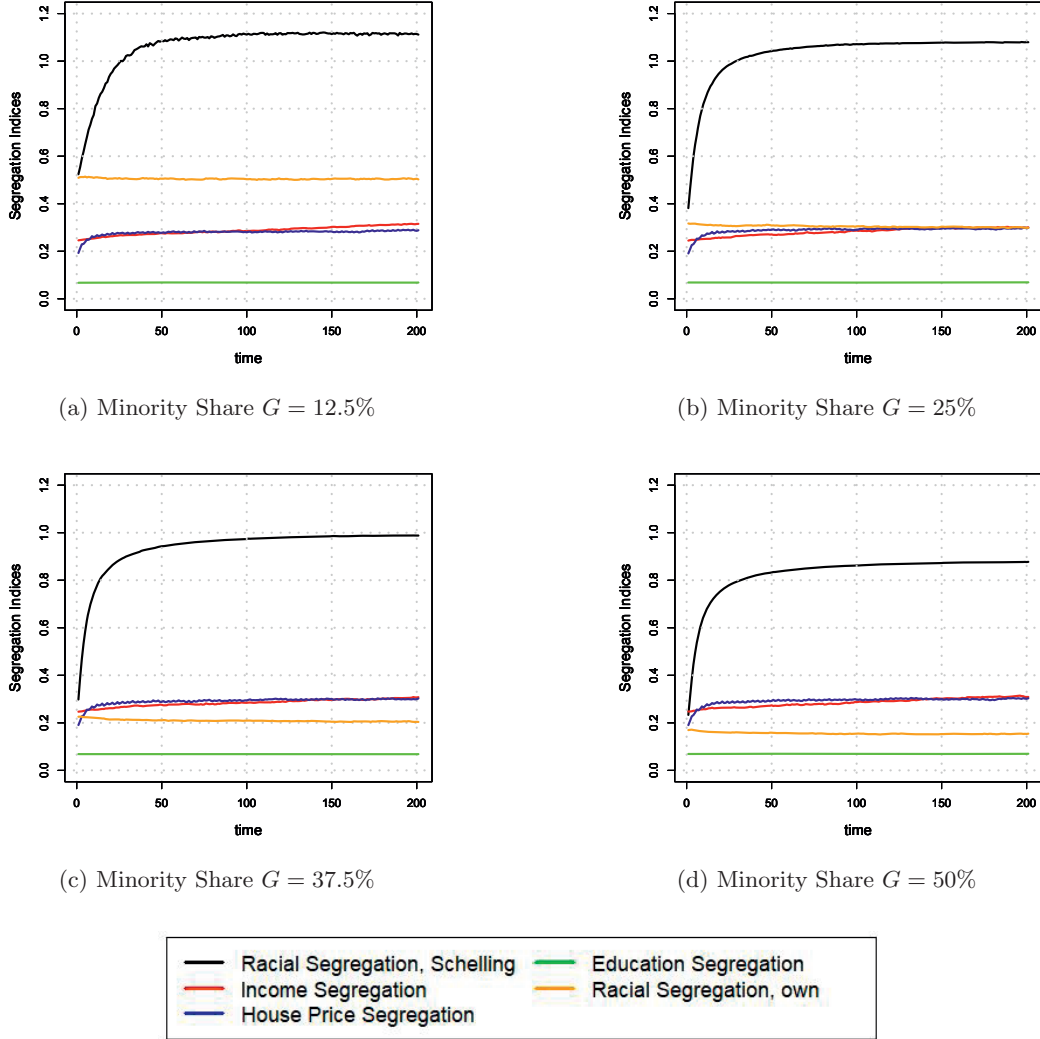 Segregation Indices
1.2
1.0
0.8
0.6
0.4
0.2
0.0
0 50 100 150 200
time
(a) Minority Share G = 12.5%
Segregation Indices
1.2
1.0
0.8
0.6
0.4
0.2
0.0
0 50 100 150 200
time
(b) Minority Share G = 25%
Segregation Indices
1.2
1.0
0.8
0.6
0.4
0.2
0.0
0 50 100 150 200
time
(c) Minority Share G = 37.5%
Segregation Indices
1.2
1.0
0.8
0.6
0.4
0.2
0.0
0 50 100 150 200
time
(d) Minority Share G = 50%
Racial Segregation, Schelling
Income Segregation
House Price Segregation
Education Segregation
Racial Segregation, own